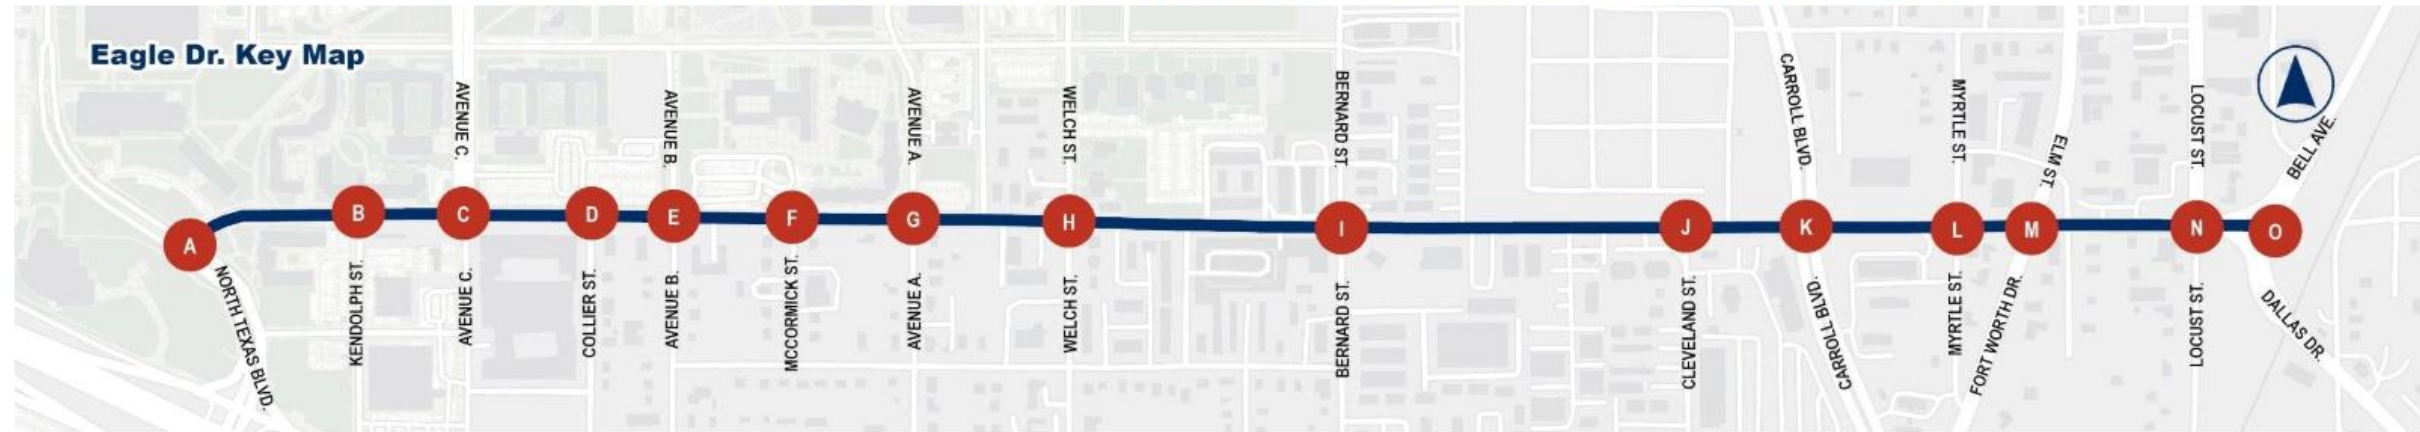 Eagle Dr. Key Map
AVENUE C.
AVENUE B.
AVENUE A.
WELCH ST.
BERNARD ST.
CARROLL BLVD.
MYRTLE ST.
ELM ST.
LOCUST ST.
BELL AVE.
A
B
C
D
E
F
G
H
I
J
K
L
M
N
O
NORTH TEXAS BLVD.
KENDOLPH ST.
AVENUE C.
COLLIER ST.
AVENUE B.
MCCORMICK ST.
AVENUE A.
WELCH ST.
BERNARD ST.
CLEVELAND ST.
CARROLL BLVD.
MYRTLE ST.
FORT WORTH DR.
LOCUST ST.
DALLAS DR.